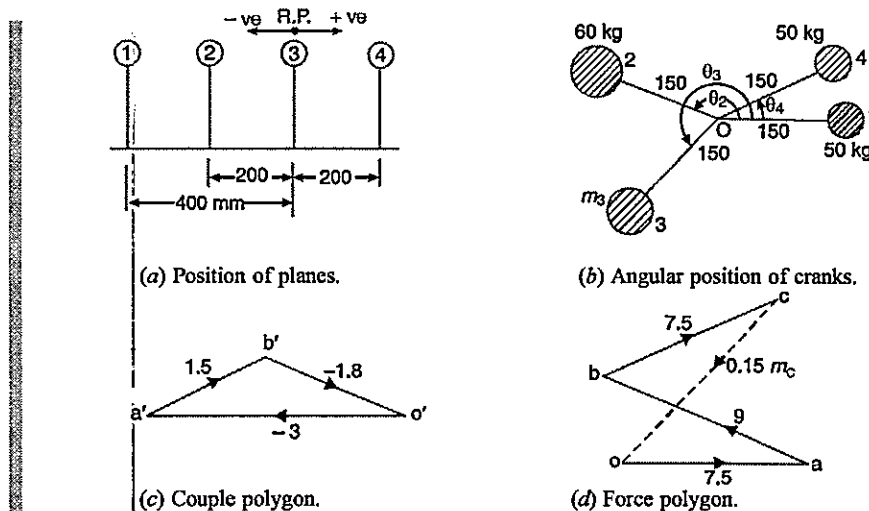 – ve R.P. + ve
1 2 3 4
200 200
400 mm
(a) Position of planes.
60 kg 50 kg
2 θ3 4
150 150
θ2 θ4
O 150
150 50 kg
m3
3
(b) Angular position of cranks.
b'
1.5 –1.8
a' o'
– 3
(c) Couple polygon.
c
7.5
b 0.15 mc
9
o a
7.5
(d) Force polygon.